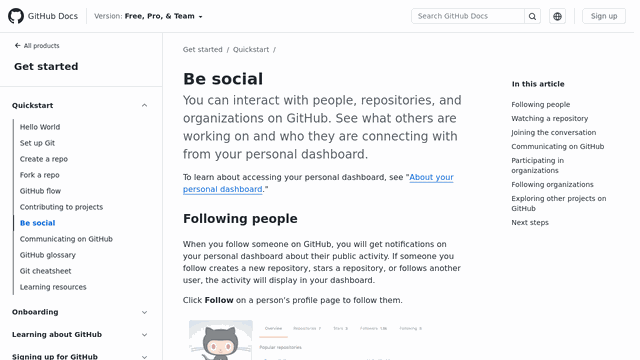 GitHub Docs
Version: Free, Pro, & Team
Search GitHub Docs
Sign up
All products
Get started
Quickstart
Hello World
Set up Git
Create a repo
Fork a repo
GitHub flow
Contributing to projects
Be social
Communicating on GitHub
GitHub glossary
Git cheatsheet
Learning resources
Onboarding
Learning about GitHub
Signing up for GitHub
Get started / Quickstart /
Be social
You can interact with people, repositories, and
organizations on GitHub. See what others are
working on and who they are connecting with
from your personal dashboard.
To learn about accessing your personal dashboard, see "About your
personal dashboard."
Following people
When you follow someone on GitHub, you will get notifications on
your personal dashboard about their public activity. If someone you
follow creates a new repository, stars a repository, or follows another
user, the activity will display in your dashboard.
Click Follow on a person's profile page to follow them.
Overview
Popular repositories
In this article
Following people
Watching a repository
Joining the conversation
Communicating on GitHub
Participating in
organizations
Following organizations
Exploring other projects on
GitHub
Next steps